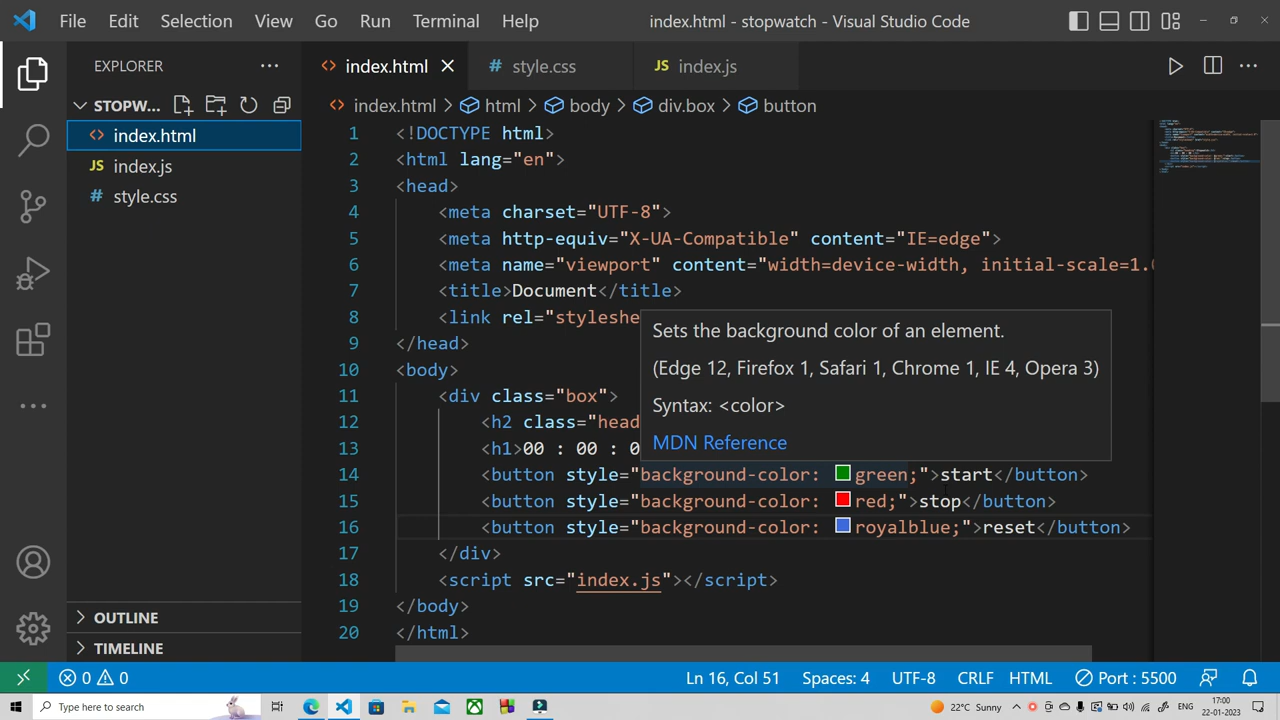 File Edit Selection View Go Run Terminal Help index.html - stopwatch - Visual Studio Code
EXPLORER
STOPW...
index.html
JS index.js
# style.css
OUTLINE
TIMELINE
index.html # style.css JS index.js
index.html > html > body > div.box > button
1 <!DOCTYPE html>
2 <html lang="en">
3 <head>
4 <meta charset="UTF-8">
5 <meta http-equiv="X-UA-Compatible" content="IE=edge">
6 <meta name="viewport" content="width=device-width, initial-scale=1.0
7 <title>Document</title>
8 <link rel="styleshe
9 </head>
10 <body>
11 <div class="box">
12 <h2 class="head
13 <h1>00 : 00 : 0
14 <button style="background-color: green;">start</button>
15 <button style="background-color: red;">stop</button>
16 <button style="background-color: royalblue;">reset</button>
17 </div>
18 <script src="index.js"></script>
19 </body>
20 </html>
Sets the background color of an element.
(Edge 12, Firefox 1, Safari 1, Chrome 1, IE 4, Opera 3)
Syntax: <color>
MDN Reference
0 0 Ln 16, Col 51 Spaces: 4 UTF-8 CRLF HTML Port : 5500
Type here to search 22°C Sunny ENG 17:00
22-01-2023